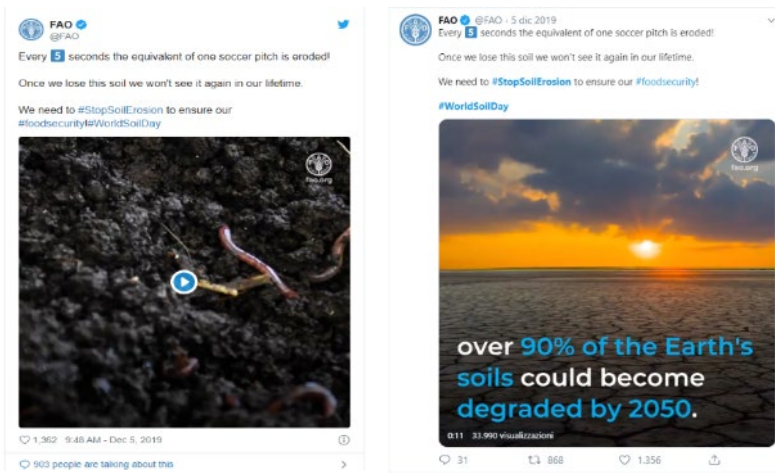 FAO
@FAO
Every 5 seconds the equivalent of one soccer pitch is eroded!
Once we lose this soil we won't see it again in our lifetime.
We need to #StopSoilErosion to ensure our
#foodsecurity!#WorldSoilDay
fao.org
1,362 9:48 AM - Dec 5, 2019
903 people are talking about this
FAO @FAO · 5 dic 2019
Every 5 seconds the equivalent of one soccer pitch is eroded!
Once we lose this soil we won't see it again in our lifetime.
We need to #StopSoilErosion to ensure our #foodsecurity!
#WorldSoilDay
fao.org
over 90% of the Earth's
soils could become
degraded by 2050.
0:11 33.990 visualizzazioni
31 868 1.356